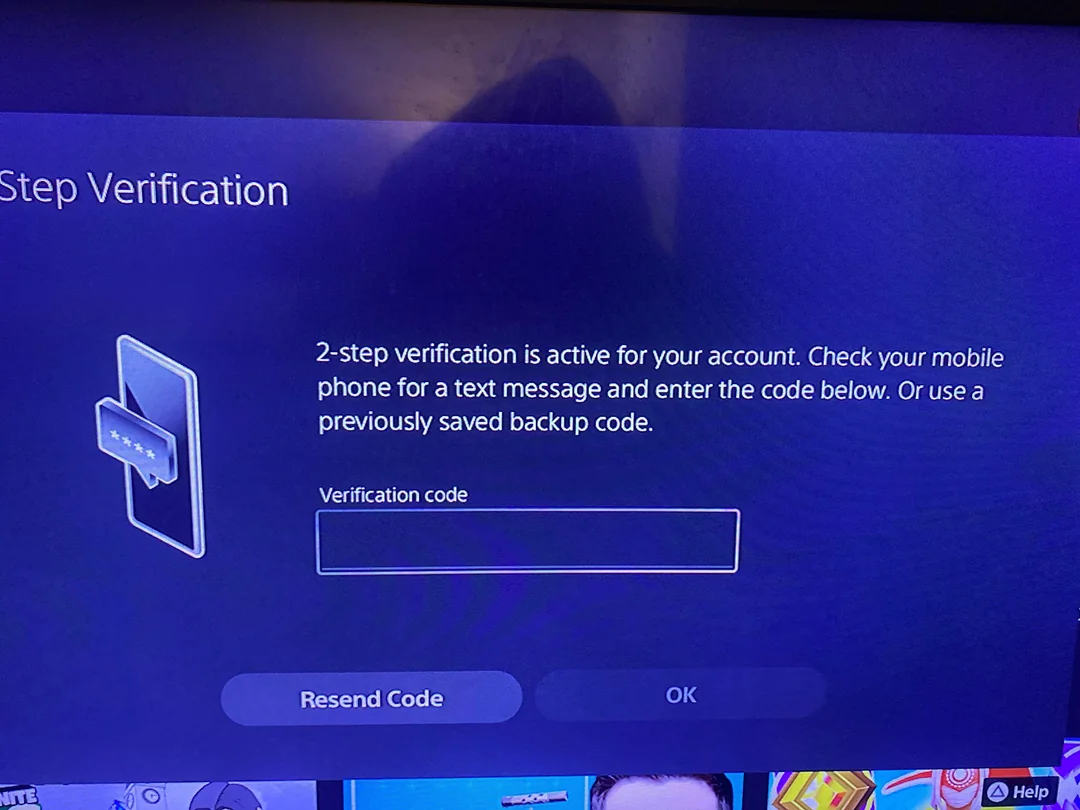 Step Verification
2-step verification is active for your account. Check your mobile
phone for a text message and enter the code below. Or use a
previously saved backup code.
****
Verification code
Resend Code
OK
NITE
Help